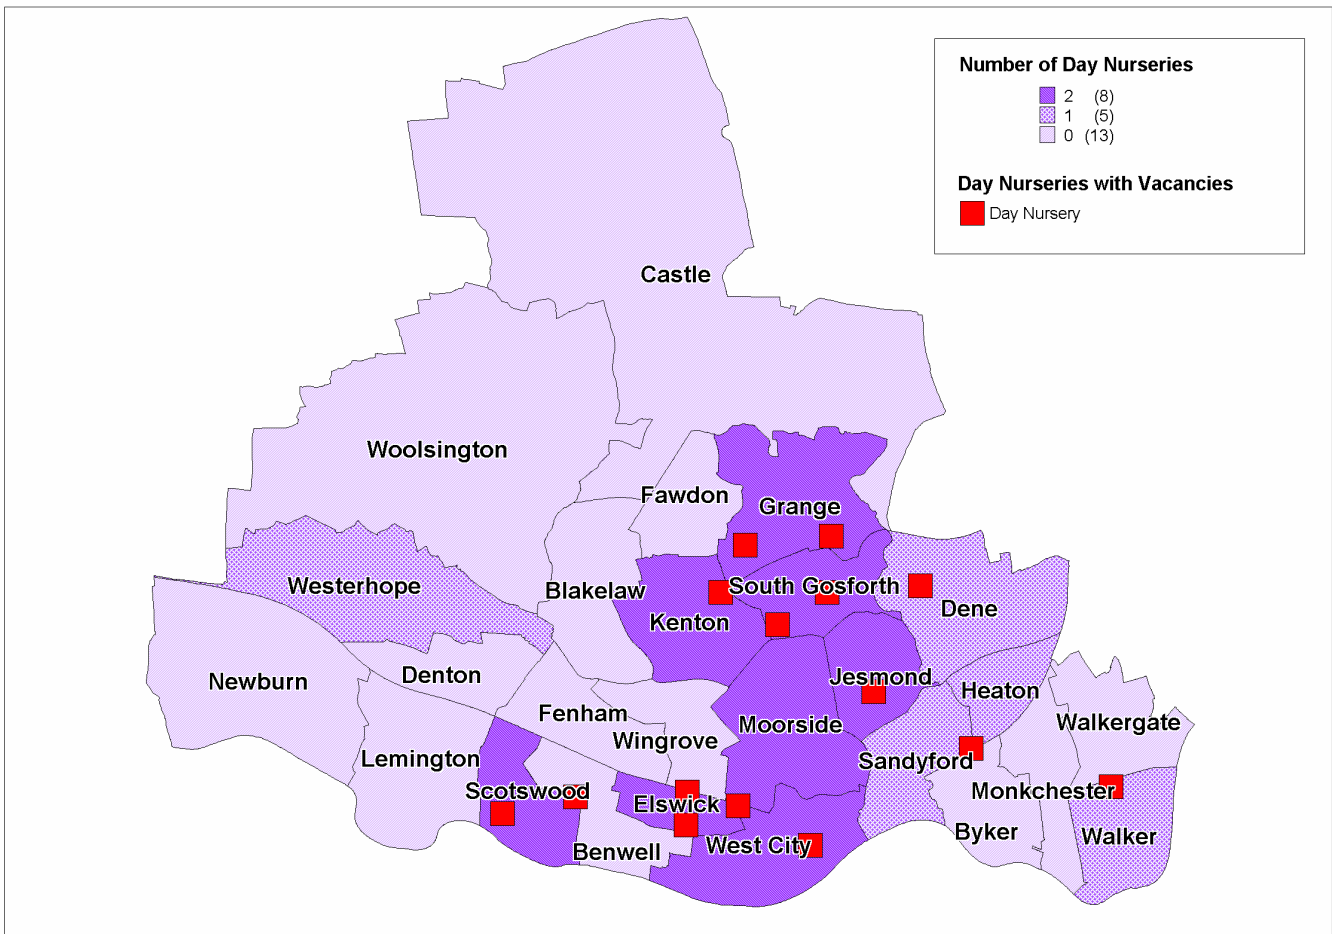 Number of Day Nurseries
2 (8)
1 (5)
0 (13)
Day Nurseries with Vacancies
Day Nursery
Castle
Woolsington
Fawdon
Grange
Westerhope
Blakelaw
South Gosforth
Dene
Kenton
Newburn
Denton
Jesmond
Heaton
Fenham
Moorside
Walkergate
Wingrove
Lemington
Sandyford
Scotswood
Elswick
Monkchester
Byker
Walker
Benwell
West City